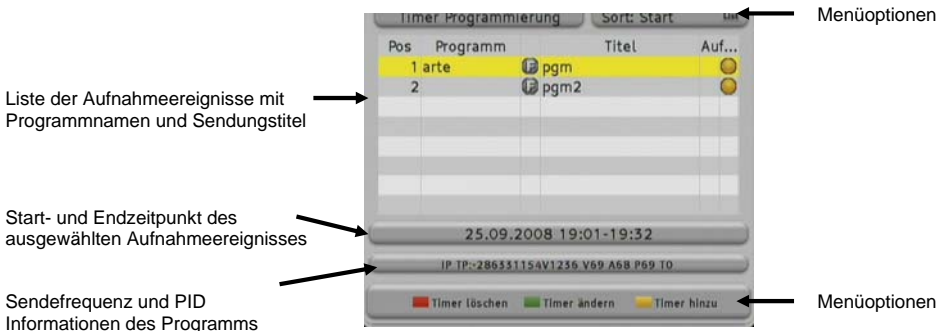 Timer Programmierung Sort: Start
Menüoptionen
Pos Programm Titel Auf...
1 arte pgm
2 pgm2
Liste der Aufnahmeereignisse mit
Programmnamen und Sendungstitel
Start- und Endzeitpunkt des
ausgewählten Aufnahmeereignisses
25.09.2008 19:01-19:32
IP TP:-286331154V1236 V69 A68 P69 T0
Sendefrequenz und PID
Informationen des Programms
Timer löschen Timer ändern Timer hinzu
Menüoptionen